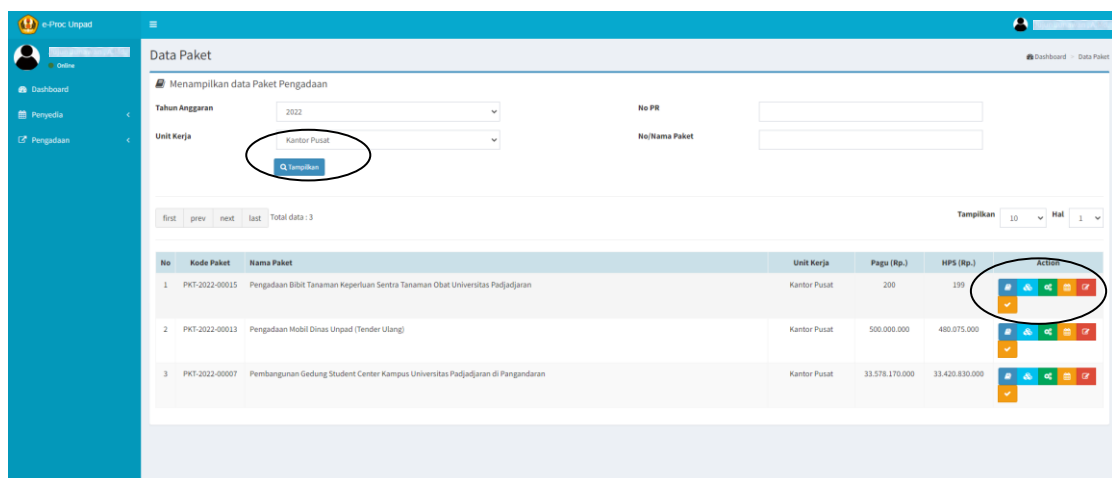 e-Proc Unpad
Online
Dashboard
Penyedia
Pengadaan
Data Paket
Dashboard > Data Paket
Menampilkan data Paket Pengadaan
Tahun Anggaran 2022 No PR
Unit Kerja Kantor Pusat No/Nama Paket
Tampilkan
first prev next last Total data : 3 Tampilkan 10 Hal 1
No Kode Paket Nama Paket Unit Kerja Pagu (Rp.) HPS (Rp.) Action
1 PKT-2022-00015 Pengadaan Bibit Tanaman Keperluan Sentra Tanaman Obat Universitas Padjadjaran Kantor Pusat 200 199
2 PKT-2022-00013 Pengadaan Mobil Dinas Unpad (Tender Ulang) Kantor Pusat 500.000.000 480.075.000
3 PKT-2022-00007 Pembangunan Gedung Student Center Kampus Universitas Padjadjaran di Pangandaran Kantor Pusat 33.578.170.000 33.420.830.000